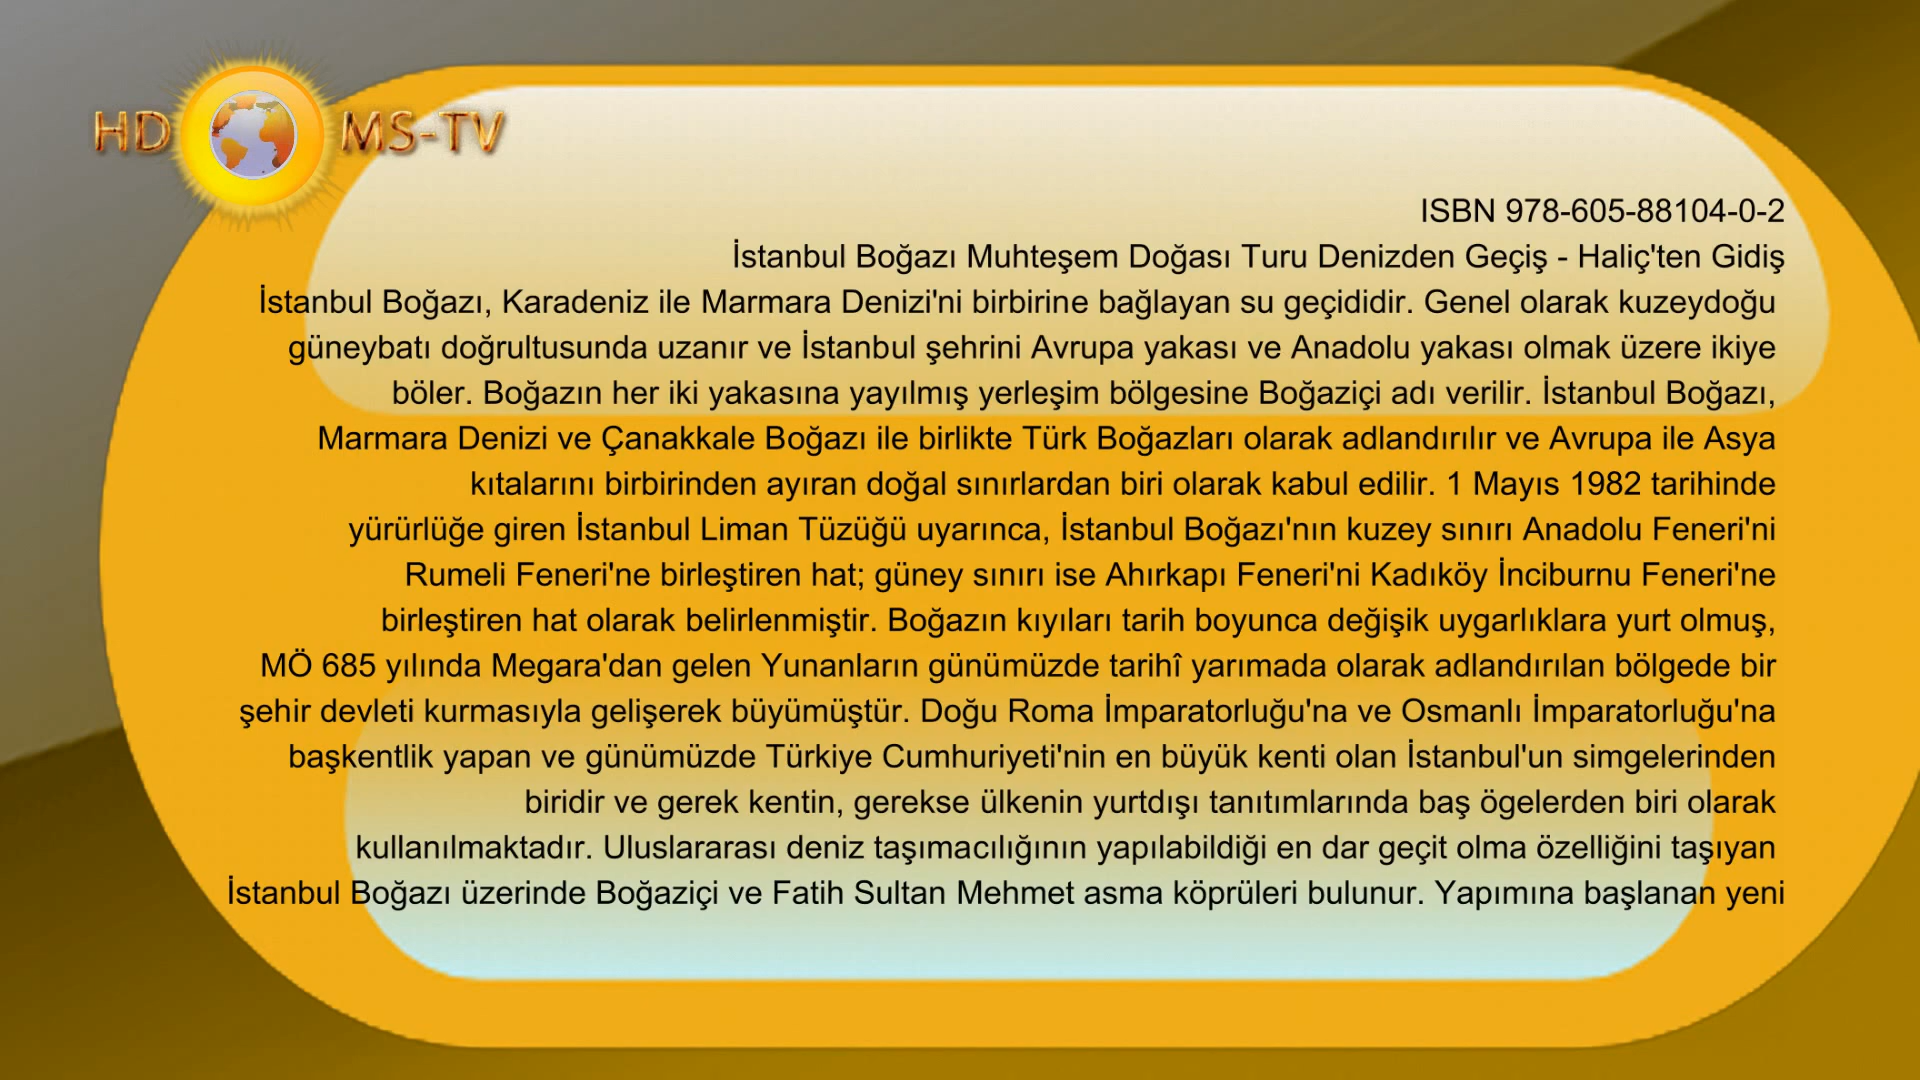 HD MS-TV
ISBN 978-605-88104-0-2
İstanbul Boğazı Muhteşem Doğası Turu Denizden Geçiş - Haliç'ten Gidiş
İstanbul Boğazı, Karadeniz ile Marmara Denizi'ni birbirine bağlayan su geçididir. Genel olarak kuzeydoğu
güneybatı doğrultusunda uzanır ve İstanbul şehrini Avrupa yakası ve Anadolu yakası olmak üzere ikiye
böler. Boğazın her iki yakasına yayılmış yerleşim bölgesine Boğaziçi adı verilir. İstanbul Boğazı,
Marmara Denizi ve Çanakkale Boğazı ile birlikte Türk Boğazları olarak adlandırılır ve Avrupa ile Asya
kıtalarını birbirinden ayıran doğal sınırlardan biri olarak kabul edilir. 1 Mayıs 1982 tarihinde
yürürlüğe giren İstanbul Liman Tüzüğü uyarınca, İstanbul Boğazı'nın kuzey sınırı Anadolu Feneri'ni
Rumeli Feneri'ne birleştiren hat; güney sınırı ise Ahırkapı Feneri'ni Kadıköy İnciburnu Feneri'ne
birleştiren hat olarak belirlenmiştir. Boğazın kıyıları tarih boyunca değişik uygarlıklara yurt olmuş,
MÖ 685 yılında Megara'dan gelen Yunanların günümüzde tarihî yarımada olarak adlandırılan bölgede bir
şehir devleti kurmasıyla gelişerek büyümüştür. Doğu Roma İmparatorluğu'na ve Osmanlı İmparatorluğu'na
başkentlik yapan ve günümüzde Türkiye Cumhuriyeti'nin en büyük kenti olan İstanbul'un simgelerinden
biridir ve gerek kentin, gerekse ülkenin yurtdışı tanıtımlarında baş ögelerden biri olarak
kullanılmaktadır. Uluslararası deniz taşımacılığının yapılabildiği en dar geçit olma özelliğini taşıyan
İstanbul Boğazı üzerinde Boğaziçi ve Fatih Sultan Mehmet asma köprüleri bulunur. Yapımına başlanan yeni